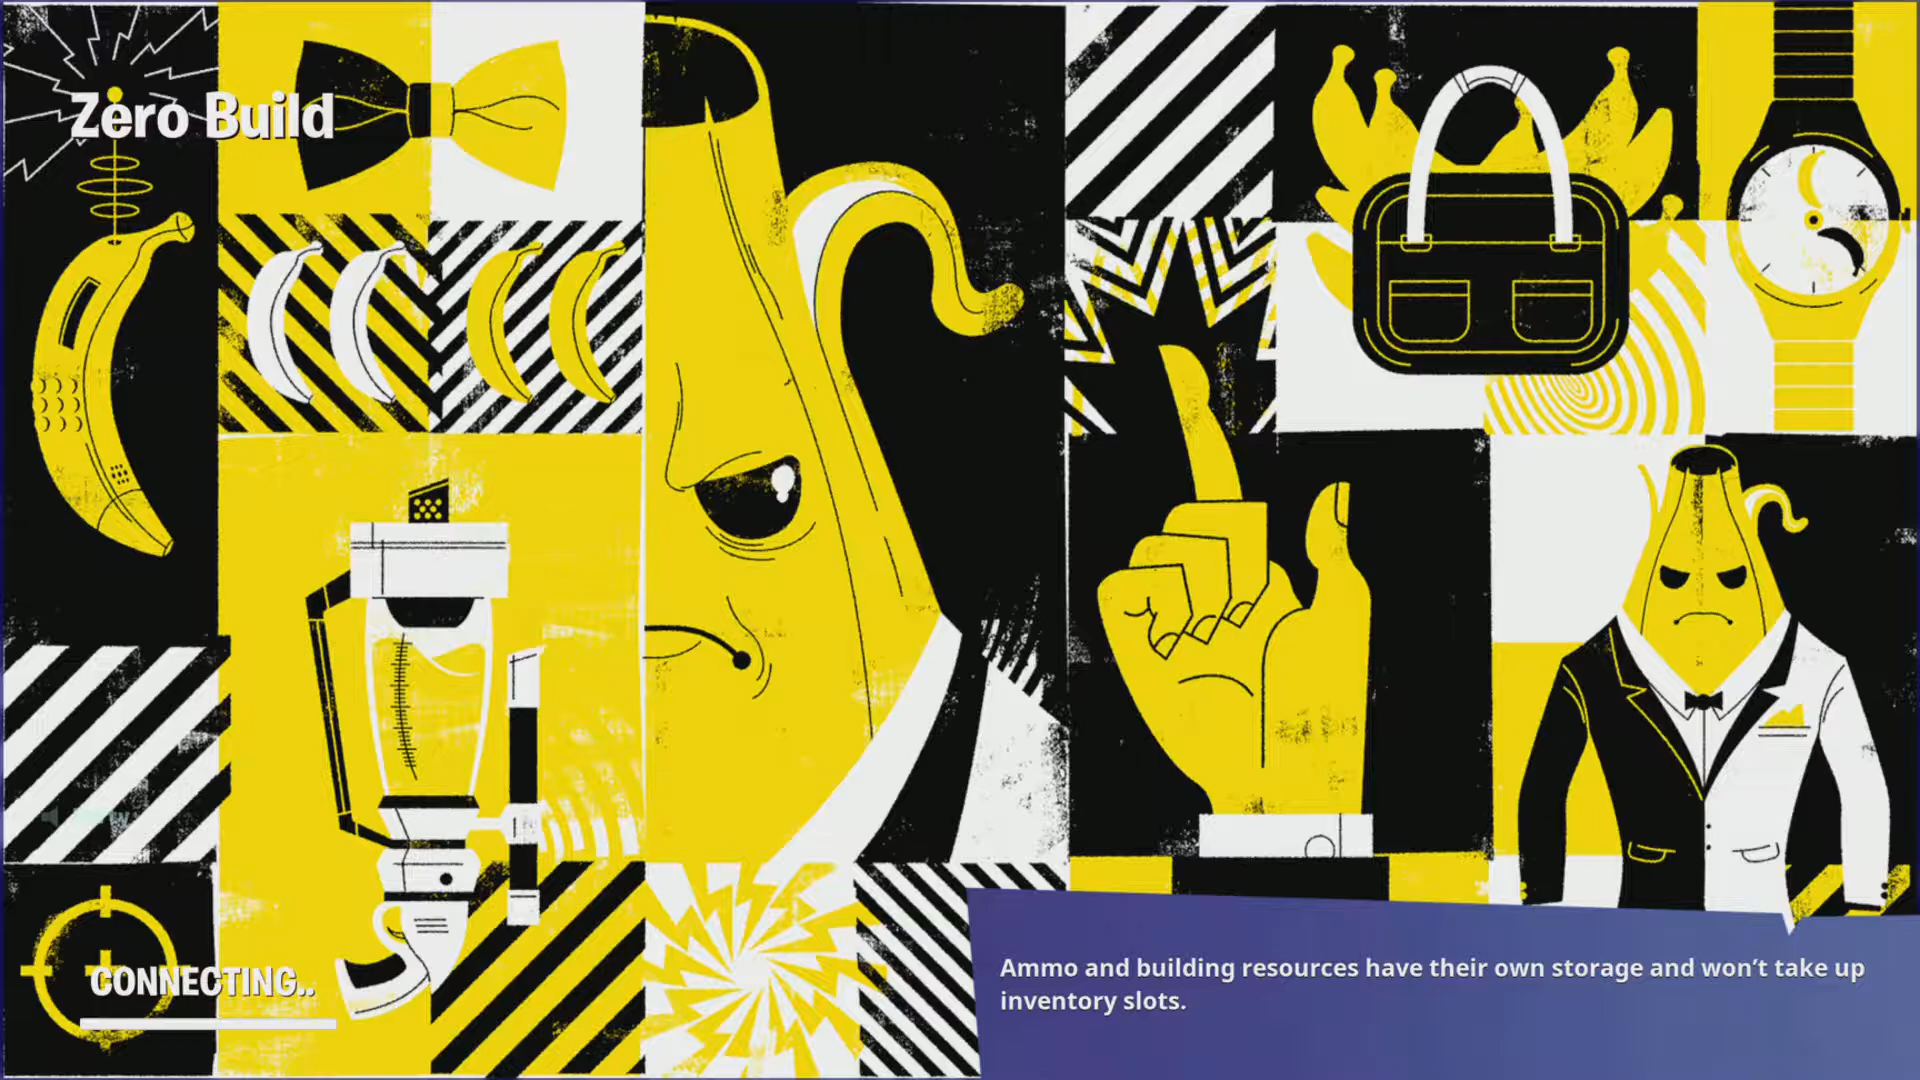 Zero Build
CONNECTING..
Ammo and building resources have their own storage and won't take up
inventory slots.